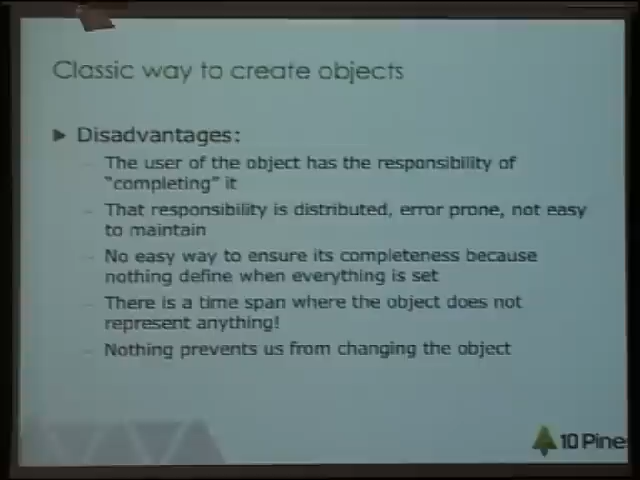 Classic way to create objects
Disadvantages:
The user of the object has the responsibility of
"completing" it
That responsibility is distributed, error prone, not easy
to maintain
No easy way to ensure its completeness because
nothing define when everything is set
There is a time span where the object does not
represent anything!
Nothing prevents us from changing the object
10Pine